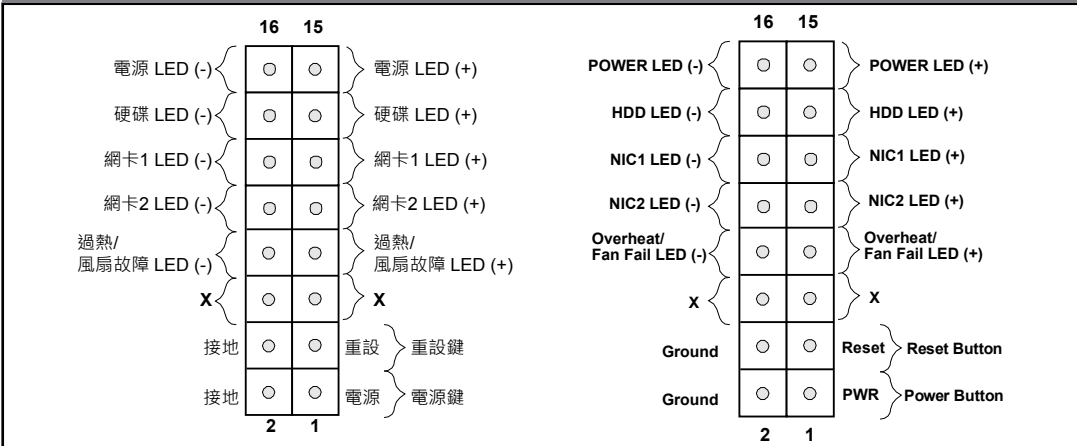 16 15
電源 LED (-) 電源 LED (+)
硬碟 LED (-) 硬碟 LED (+)
網卡1 LED (-) 網卡1 LED (+)
網卡2 LED (-) 網卡2 LED (+)
過熱/ 過熱/
風扇故障 LED (-) 風扇故障 LED (+)
X X
接地 重設 重設鍵
接地 電源 電源鍵
2 1
16 15
POWER LED (-) POWER LED (+)
HDD LED (-) HDD LED (+)
NIC1 LED (-) NIC1 LED (+)
NIC2 LED (-) NIC2 LED (+)
Overheat/ Overheat/
Fan Fail LED (-) Fan Fail LED (+)
X X
Ground Reset Reset Button
Ground PWR Power Button
2 1